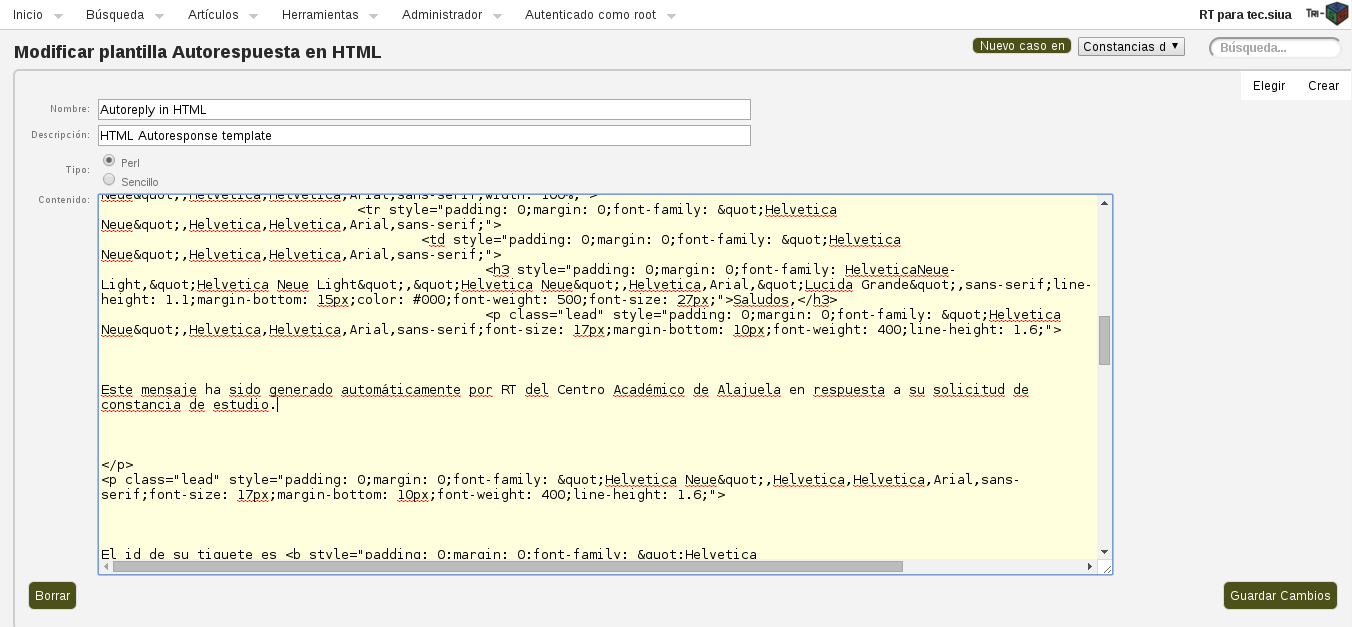 Inicio Búsqueda Artículos Herramientas Administrador Autenticado como root RT para tec.siua TRI-
Modificar plantilla Autorespuesta en HTML Nuevo caso en Constancias d Búsqueda...
Elegir Crear
Nombre: Autoreply in HTML
Descripción: HTML Autoresponse template
Tipo: Perl
Sencillo
Contenido: Neue&quot;,Helvetica,Helvetica,Arial,sans-serif;width: 100%;">
<tr style="padding: 0;margin: 0;font-family: &quot;Helvetica
Neue&quot;,Helvetica,Helvetica,Arial,sans-serif;">
<td style="padding: 0;margin: 0;font-family: &quot;Helvetica
Neue&quot;,Helvetica,Helvetica,Arial,sans-serif;">
<h3 style="padding: 0;margin: 0;font-family: HelveticaNeue-
Light,&quot;Helvetica Neue Light&quot;,&quot;Helvetica Neue&quot;,Helvetica,Arial,&quot;Lucida Grande&quot;,sans-serif;line-
height: 1.1;margin-bottom: 15px;color: #000;font-weight: 500;font-size: 27px;">Saludos,</h3>
<p class="lead" style="padding: 0;margin: 0;font-family: &quot;Helvetica
Neue&quot;,Helvetica,Helvetica,Arial,sans-serif;font-size: 17px;margin-bottom: 10px;font-weight: 400;line-height: 1.6;">
Este mensaje ha sido generado automáticamente por RT del Centro Académico de Alajuela en respuesta a su solicitud de
constancia de estudio.
</p>
<p class="lead" style="padding: 0;margin: 0;font-family: &quot;Helvetica Neue&quot;,Helvetica,Helvetica,Arial,sans-
serif;font-size: 17px;margin-bottom: 10px;font-weight: 400;line-height: 1.6;">
El id de su tiquete es <b style="padding: 0;margin: 0;font-family: &quot;Helvetica
Borrar Guardar Cambios